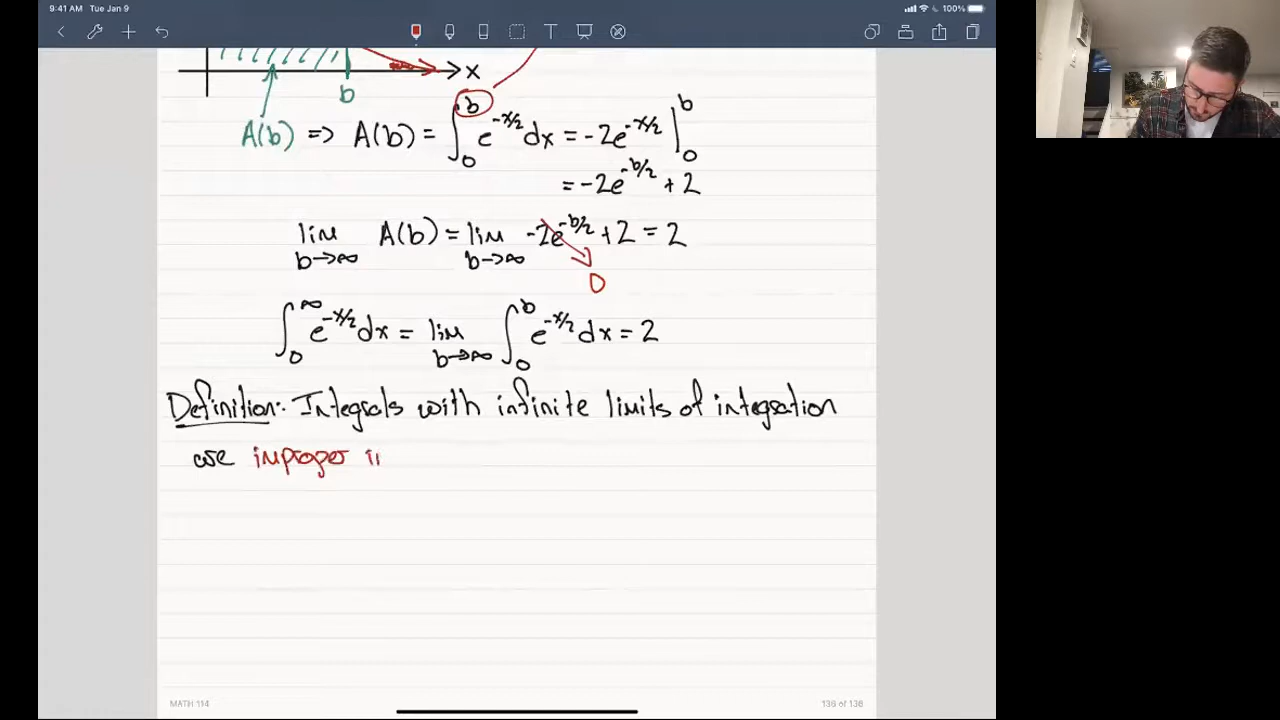 9:41 AM Tue Jan 9
100%
T
x
b
A(b) => A(b) = ∫₀ᵇ e^{-x/2} dx = -2e^{-x/2} |₀ᵇ
= -2e^{-b/2} + 2
lim b→∞ A(b) = lim b→∞ -2e^{-b/2} + 2 = 2
0
∫₀^∞ e^{-x/2} dx = lim b→∞ ∫₀ᵇ e^{-x/2} dx = 2
Definition: Integrals with infinite limits of integration
are improper i
MATH 114
136 of 138